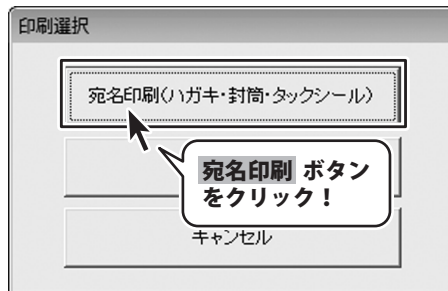 印刷選択
宛名印刷(ハガキ・封筒・タックシール)
宛名印刷 ボタン
をクリック!
キャンセル